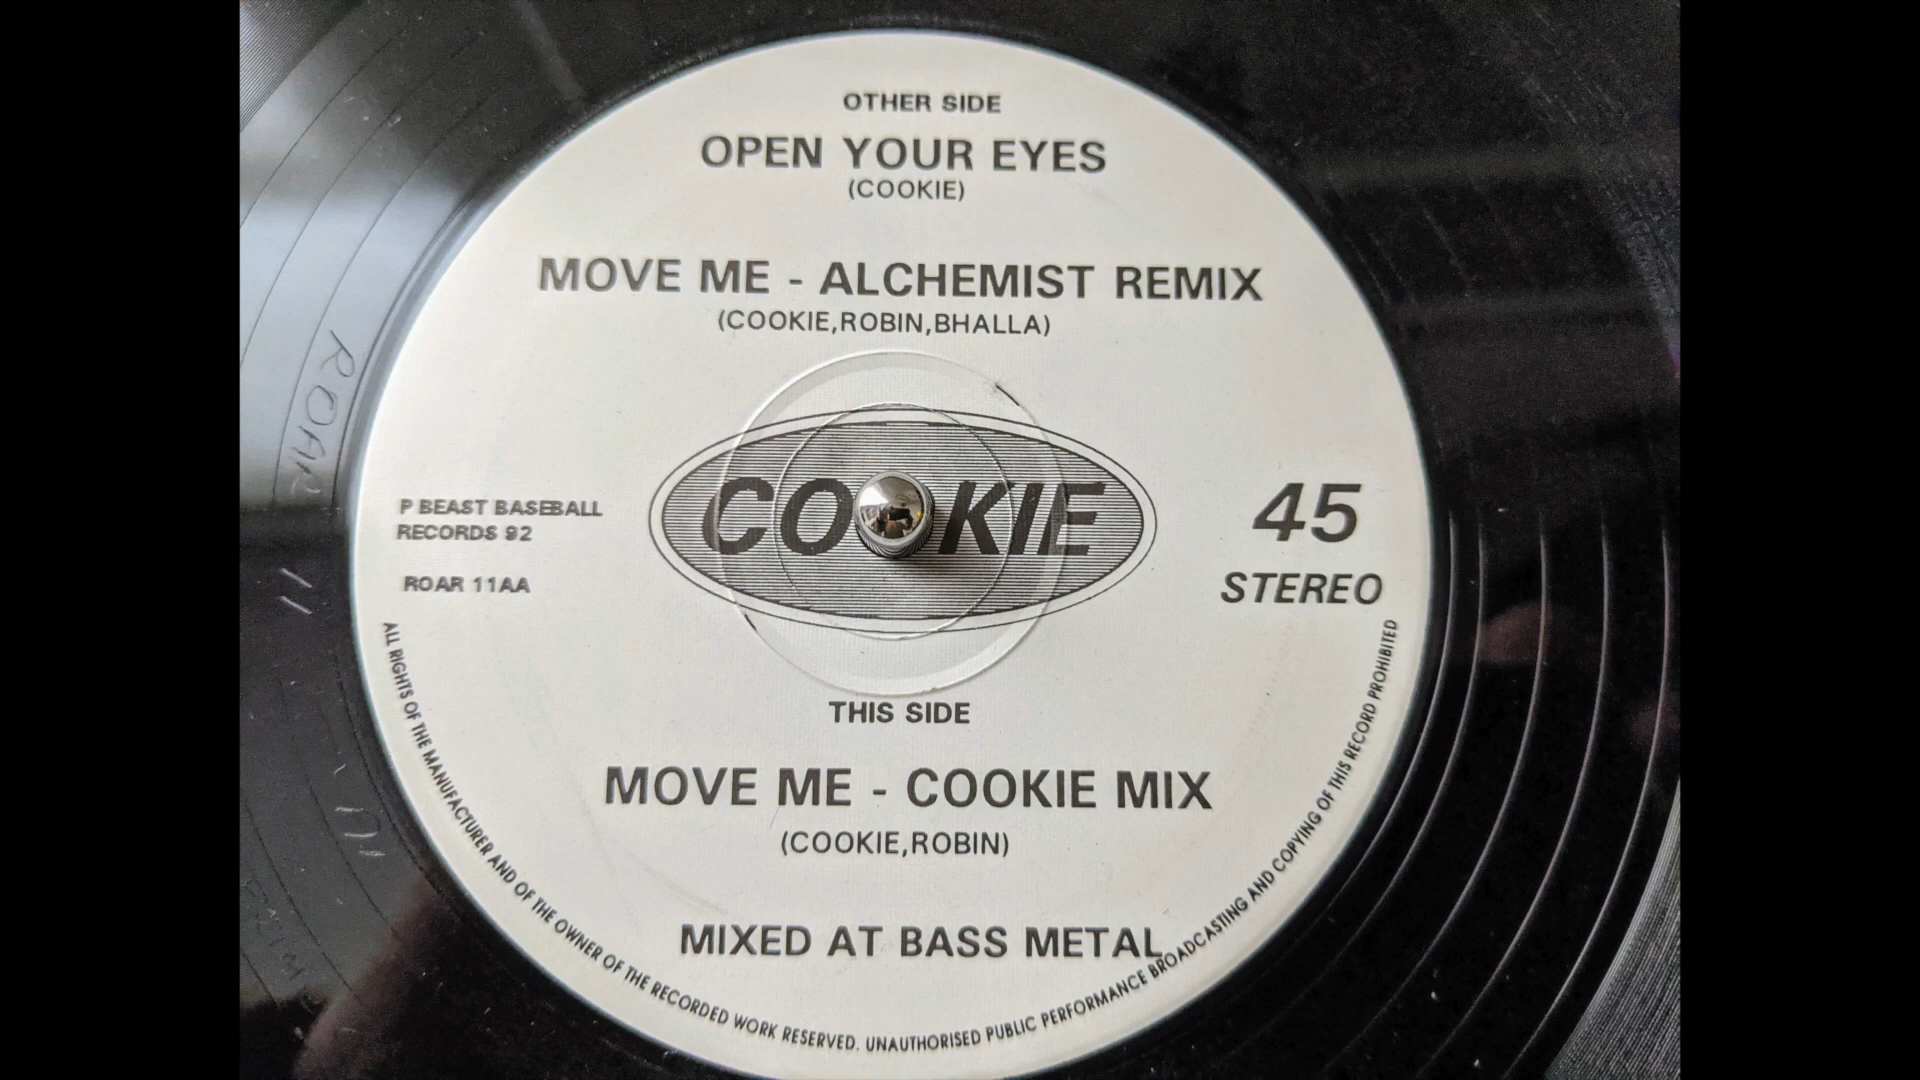 OTHER SIDE
OPEN YOUR EYES
(COOKIE)
MOVE ME - ALCHEMIST REMIX
(COOKIE,ROBIN,BHALLA)
P BEAST BASEBALL
RECORDS 92
ROAR 11AA
COOKIE
45
STEREO
THIS SIDE
MOVE ME - COOKIE MIX
(COOKIE,ROBIN)
MIXED AT BASS METAL
ALL RIGHTS OF THE MANUFACTURER AND OF THE OWNER OF THE RECORDED WORK RESERVED. UNAUTHORISED PUBLIC PERFORMANCE BROADCASTING AND COPYING OF THIS RECORD PROHIBITED
ROAR
11